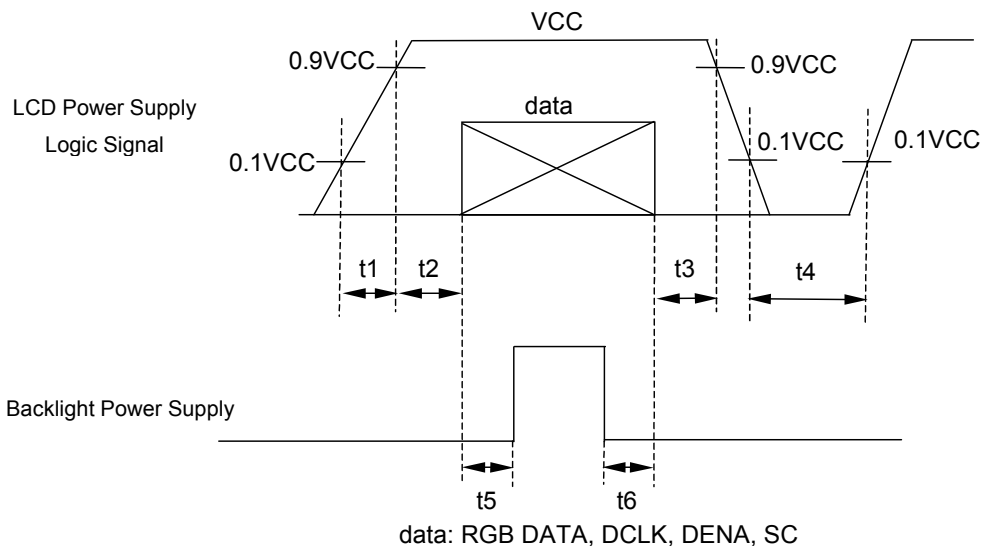 VCC
0.9VCC
0.9VCC
LCD Power Supply
Logic Signal
data
0.1VCC
0.1VCC
0.1VCC
t1
t2
t3
t4
Backlight Power Supply
t5
t6
data: RGB DATA, DCLK, DENA, SC